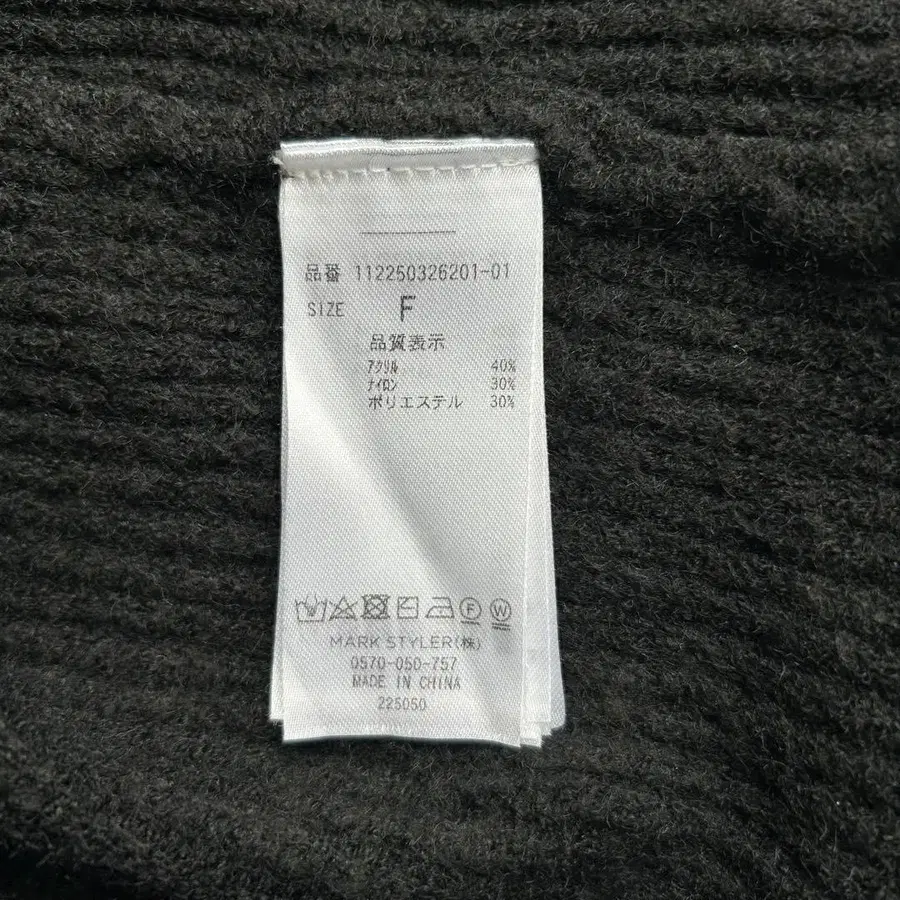 品番 112250326201-01
SIZE F
品質表示
ｱｸﾘﾙ 40%
ﾅｲﾛﾝ 30%
ポリエステル 30%
F W
MARK STYLER(株)
0570-050-757
MADE IN CHINA
225050